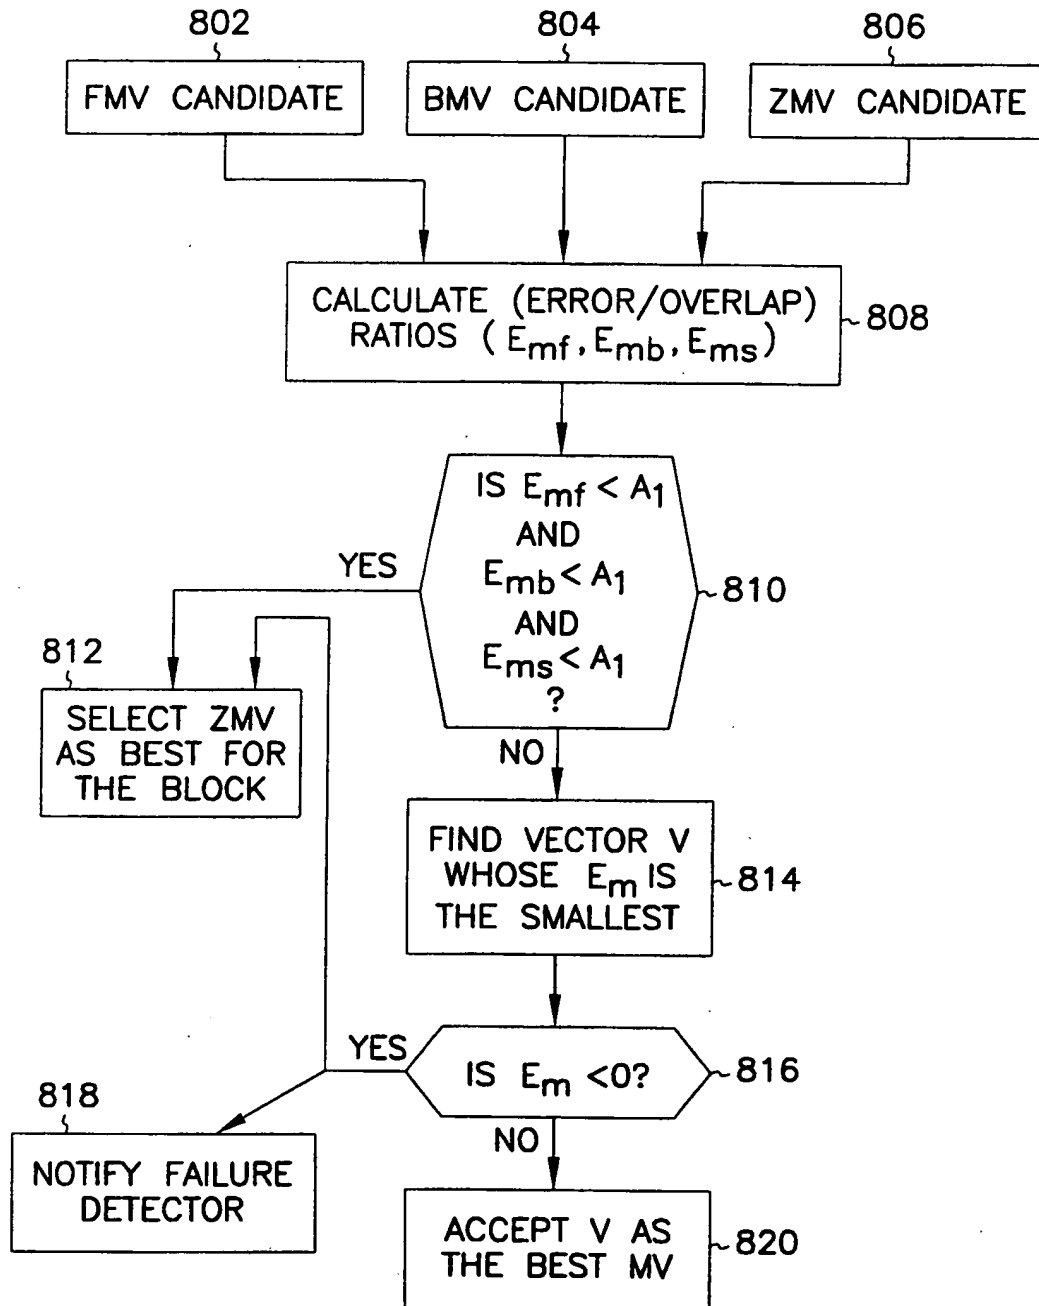 802
804
806
FMV CANDIDATE
BMV CANDIDATE
ZMV CANDIDATE
CALCULATE (ERROR/OVERLAP)
RATIOS (Emf, Emb, Ems)
808
IS Emf < A1
AND
Emb < A1
AND
Ems < A1
?
810
YES
812
SELECT ZMV
AS BEST FOR
THE BLOCK
NO
FIND VECTOR V
WHOSE Em IS
THE SMALLEST
814
YES
IS Em <0?
816
818
NOTIFY FAILURE
DETECTOR
NO
ACCEPT V AS
THE BEST MV
820